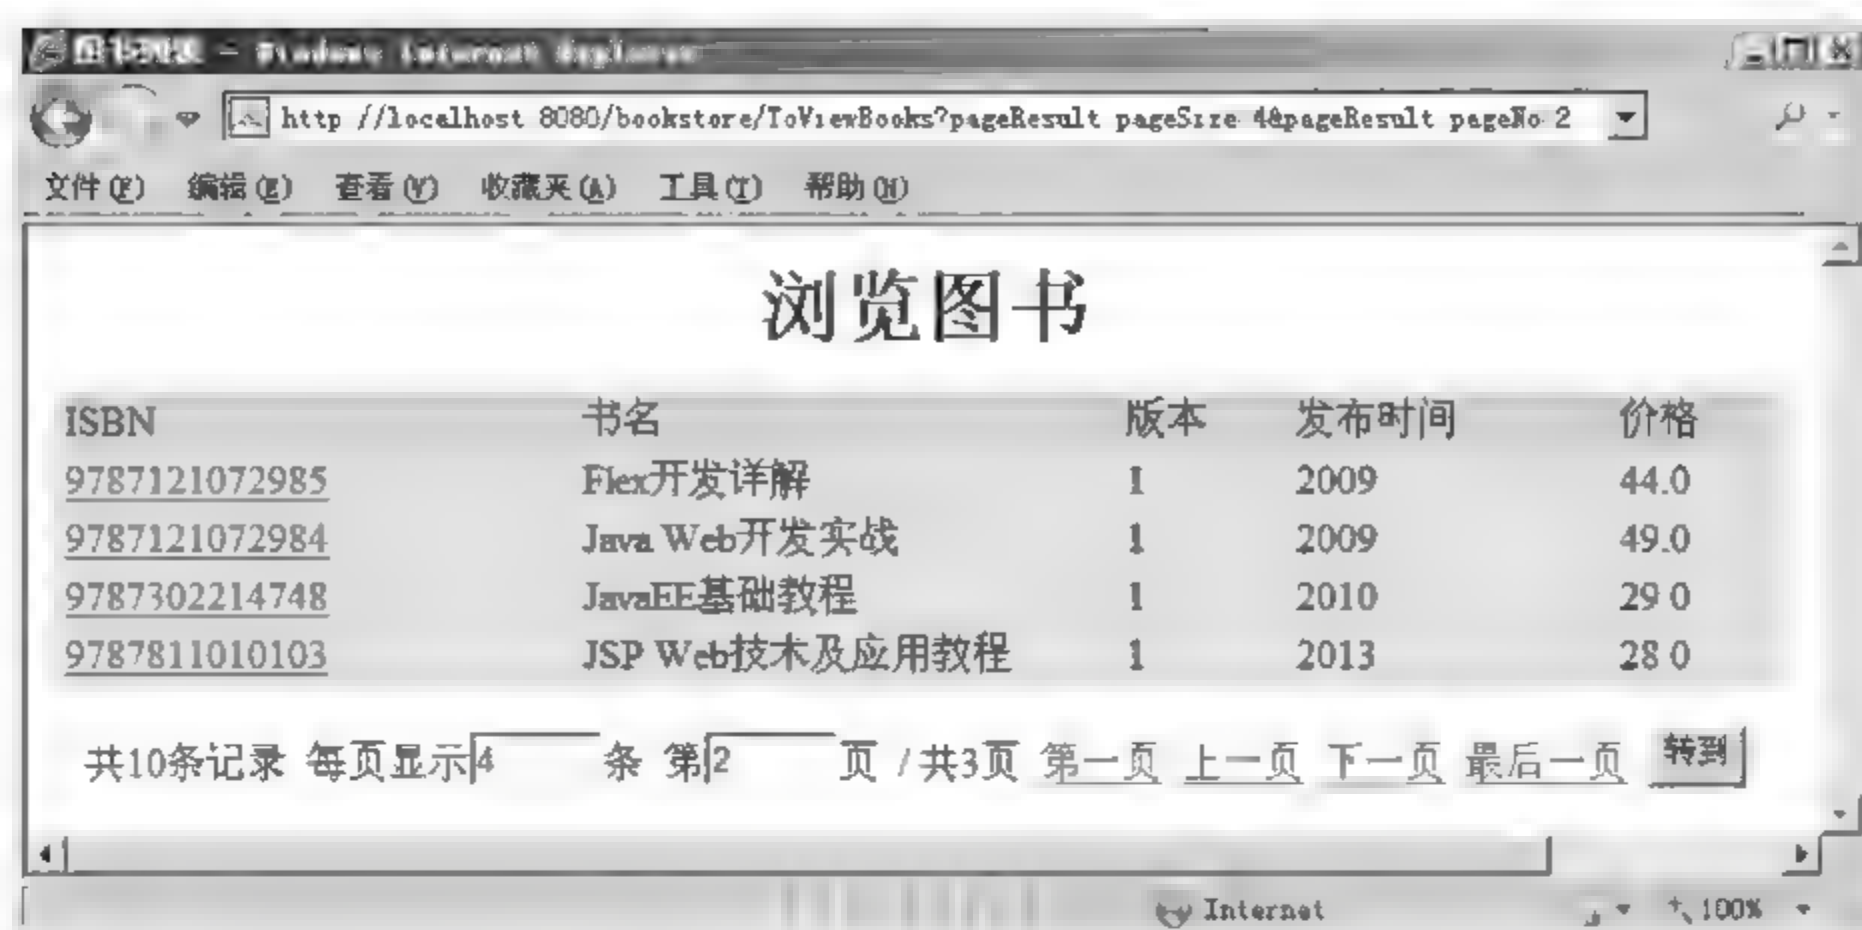 Windows Internet Explorer
http //localhost 8080/bookstore/ToViewBooks?pageResult pageSize 4&pageResult pageNo 2
文件(F) 编辑(E) 查看(V) 收藏夹(A) 工具(T) 帮助(H)
浏览图书
ISBN 书名 版本 发布时间 价格
9787121072985 Flex开发详解 1 2009 44.0
9787121072984 Java Web开发实战 1 2009 49.0
9787302214748 JavaEE基础教程 1 2010 29 0
9787811010103 JSP Web技术及应用教程 1 2013 28 0
共10条记录 每页显示4 条 第2 页 / 共3页 第一页 上一页 下一页 最后一页 转到
Internet 100%